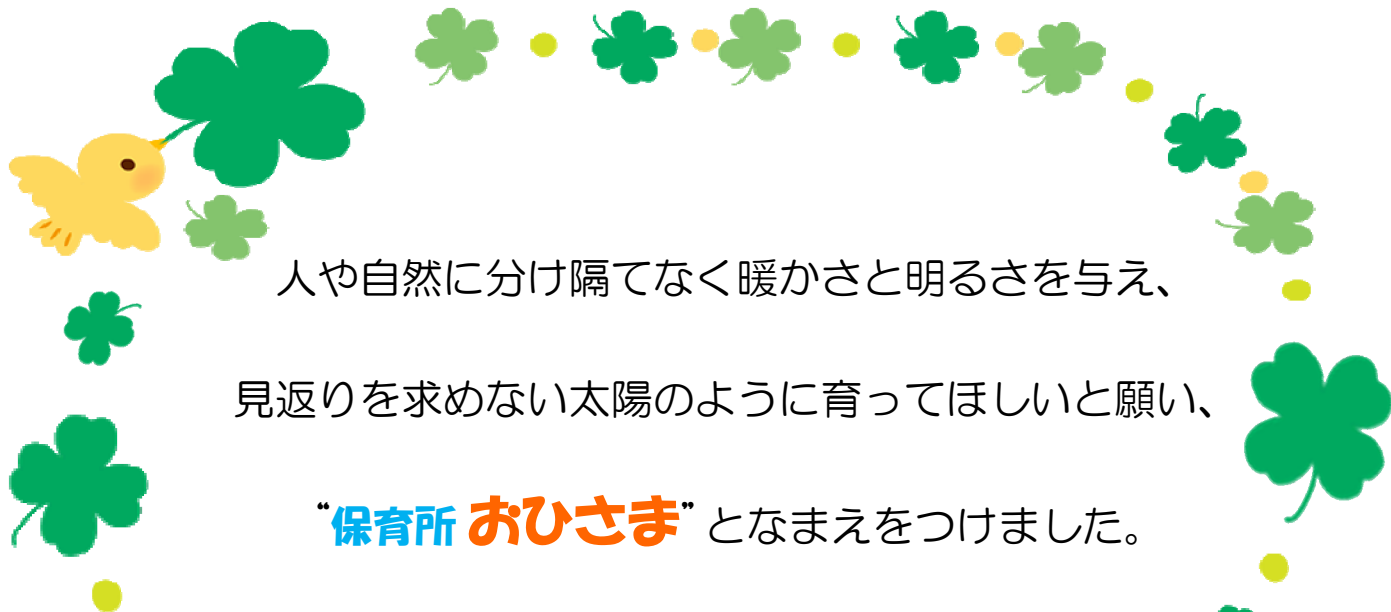 人や自然に分け隔てなく暖かさと明るさを与え、
見返りを求めない太陽のように育ってほしいと願い、
“保育所 おひさま” となまえをつけました。